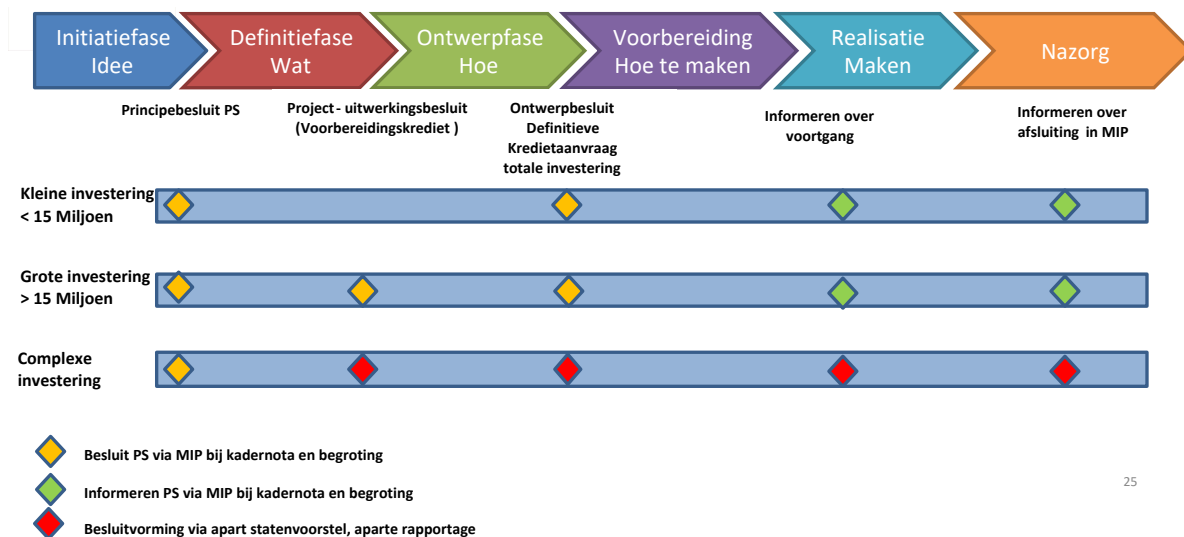 Initiatiefase
Idee
Definitiefase
Wat
Ontwerpfase
Hoe
Voorbereiding
Hoe te maken
Realisatie
Maken
Nazorg
Principebesluit PS
Project - uitwerkingsbesluit
(Voorbereidingskrediet )
Ontwerpbesluit
Definitieve
Kredietaanvraag
totale investering
Informeren over
voortgang
Informeren over
afsluiting in MIP
Kleine investering
< 15 Miljoen
Grote investering
> 15 Miljoen
Complexe
investering
Besluit PS via MIP bij kadernota en begroting
Informeren PS via MIP bij kadernota en begroting
Besluitvorming via apart statenvoorstel, aparte rapportage
25